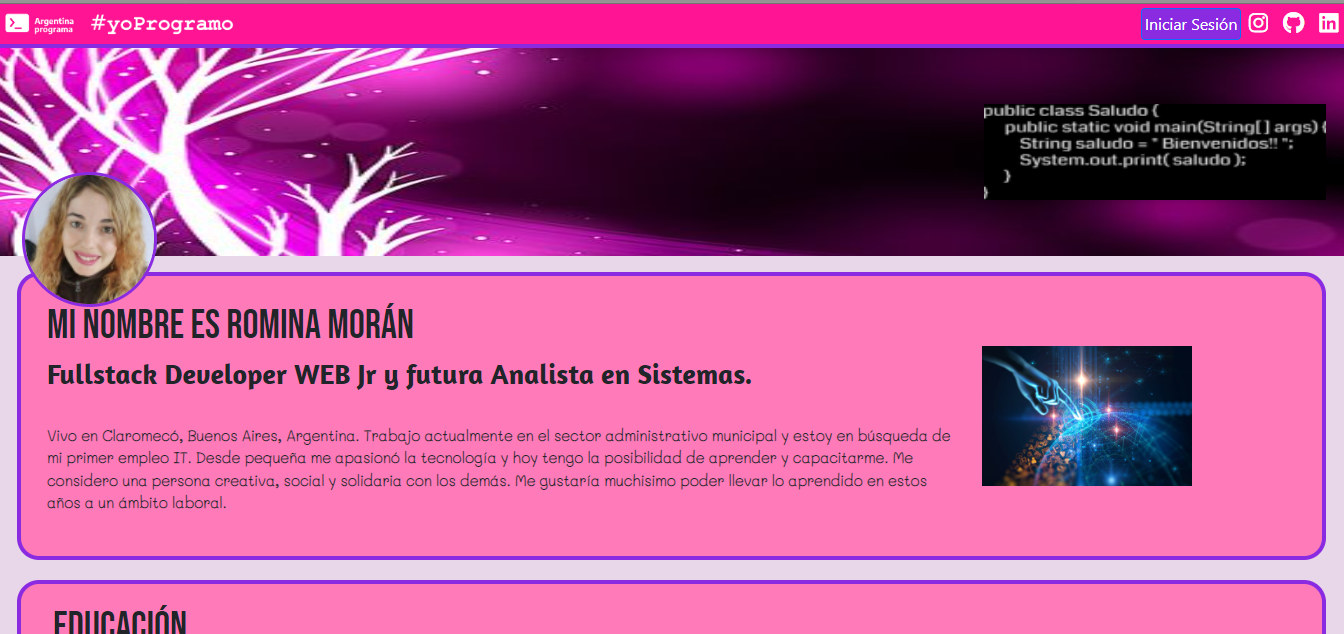 Argentina
programa
#yoProgramo
Iniciar Sesión
public class Saludo {
public static void main(String[] args) {
String saludo = " Bienvenidos!! ";
System.out.print( saludo );
}
}
MI NOMBRE ES ROMINA MORÁN
Fullstack Developer WEB Jr y futura Analista en Sistemas.
Vivo en Claromecó, Buenos Aires, Argentina. Trabajo actualmente en el sector administrativo municipal y estoy en búsqueda de
mi primer empleo IT. Desde pequeña me apasionó la tecnología y hoy tengo la posibilidad de aprender y capacitarme. Me
considero una persona creativa, social y solidaria con los demás. Me gustaría muchisimo poder llevar lo aprendido en estos
años a un ámbito laboral.
EDUCACIÓN